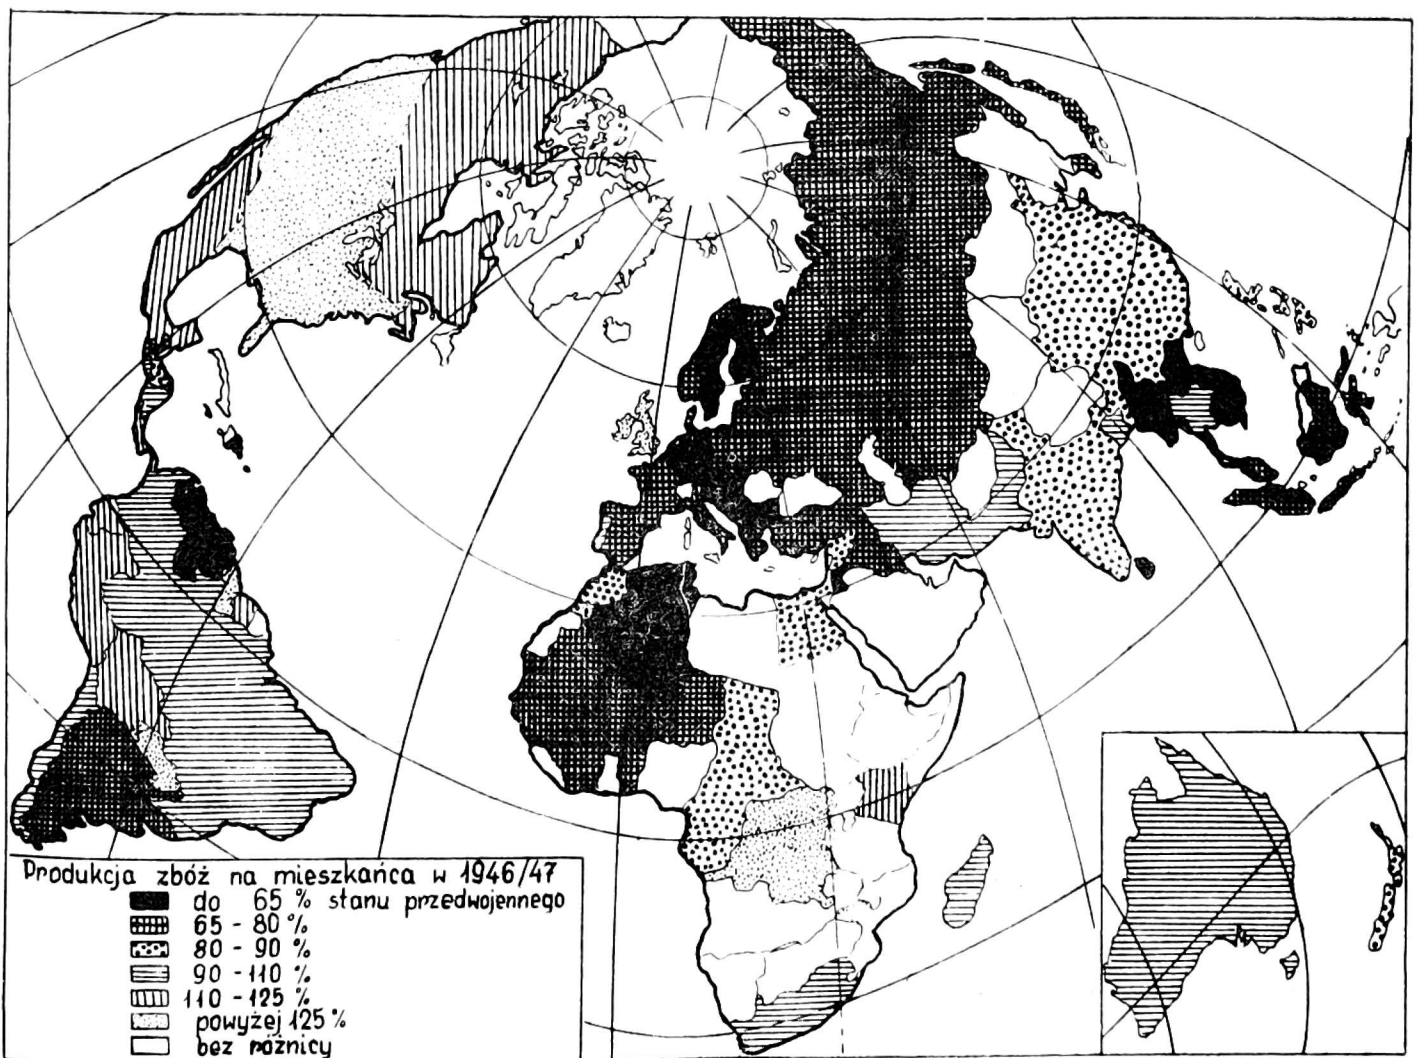 Produkcja zbóż na mieszkańca w 1946/47
do 65 % stanu przedwojennego
65 - 80 %
80 - 90 %
90 - 110 %
110 - 125 %
powyżej 125 %
bez różnicy